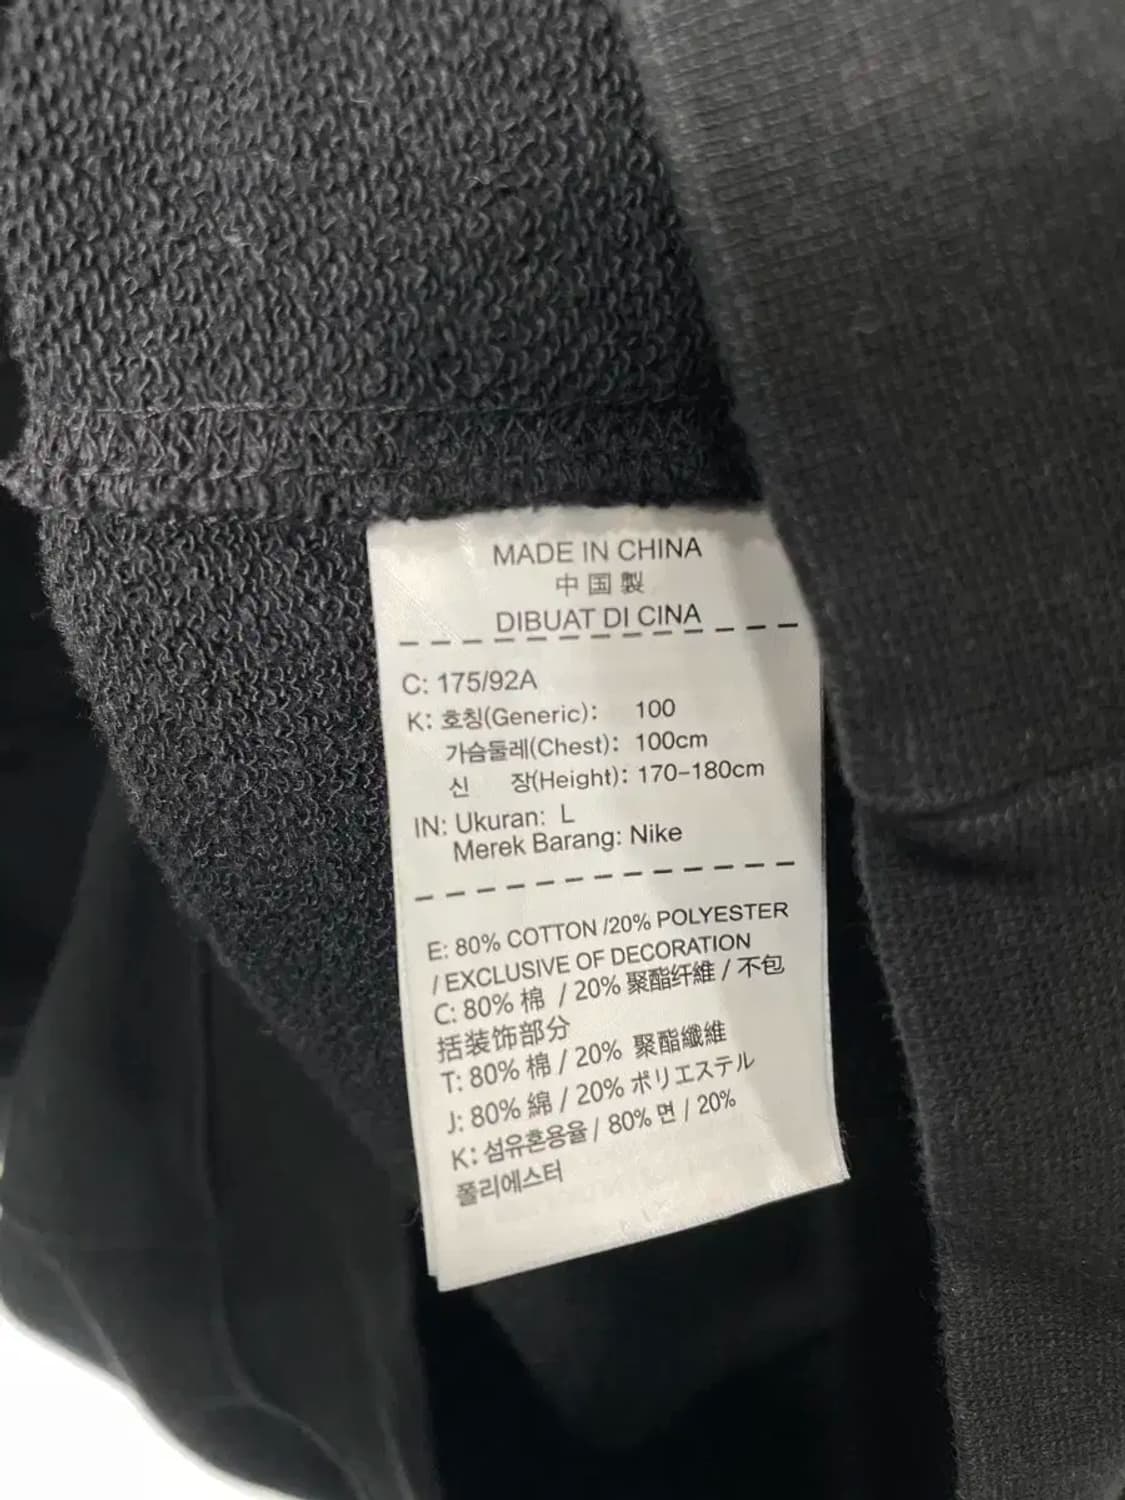 MADE IN CHINA
中国製
DIBUAT DI CINA
C: 175/92A
K: 호칭(Generic): 100
가슴둘레(Chest): 100cm
신 장(Height): 170-180cm
IN: Ukuran: L
Merek Barang: Nike
E: 80% COTTON /20% POLYESTER
/ EXCLUSIVE OF DECORATION
C: 80% 棉 / 20% 聚酯纤維 / 不包
括装饰部分
T: 80% 棉 / 20% 聚酯纖維
J: 80% 綿 / 20% ポリエステル
K: 섬유혼용율 / 80% 면 / 20%
폴리에스터